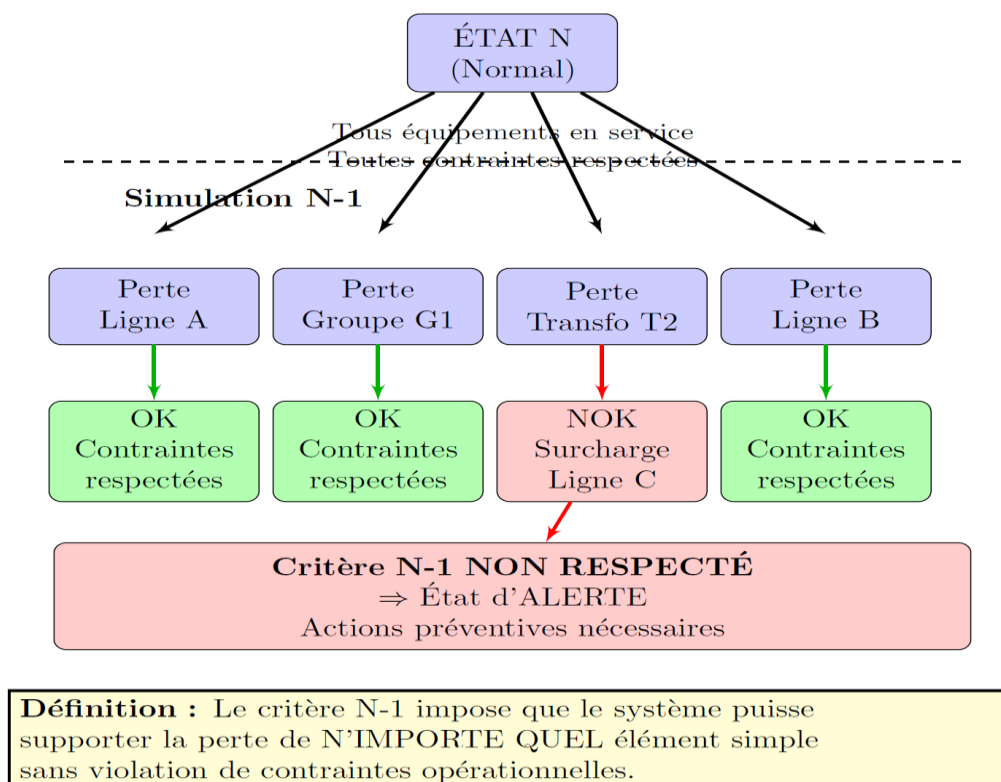 ÉTAT N
(Normal)
Tous équipements en service
Toutes contraintes respectées
Simulation N-1
Perte
Ligne A
Perte
Groupe G1
Perte
Transfo T2
Perte
Ligne B
OK
Contraintes
respectées
OK
Contraintes
respectées
NOK
Surcharge
Ligne C
OK
Contraintes
respectées
Critère N-1 NON RESPECTÉ
⇒ État d'ALERTE
Actions préventives nécessaires
Définition : Le critère N-1 impose que le système puisse
supporter la perte de N'IMPORTE QUEL élément simple
sans violation de contraintes opérationnelles.